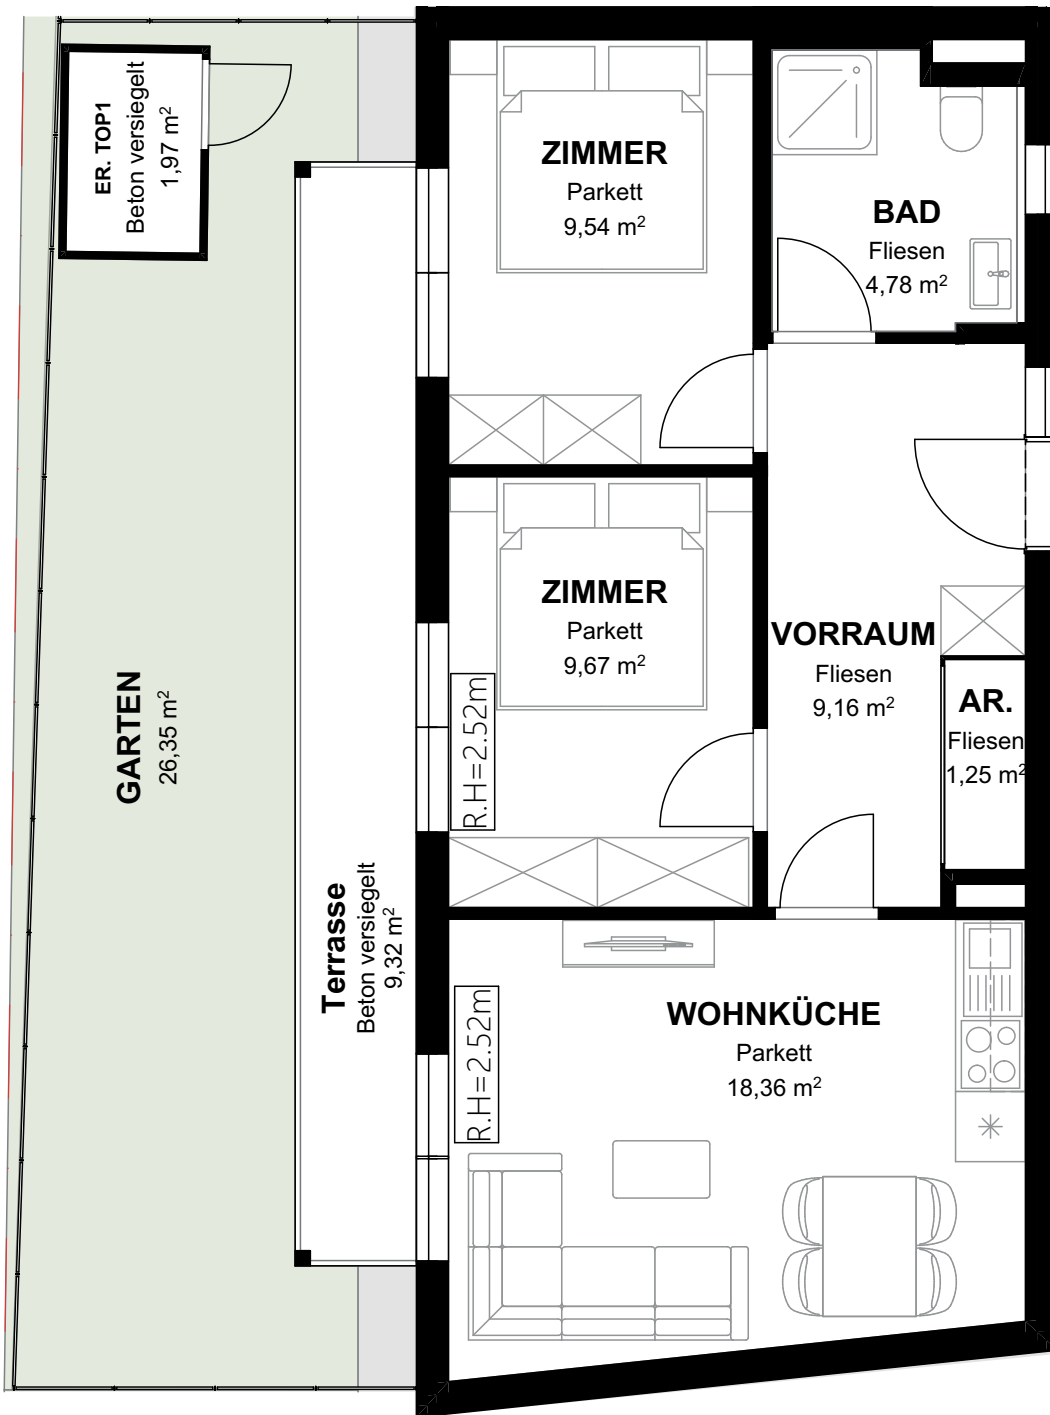 ER. TOP1
Beton versiegelt
1,97 m²
ZIMMER
Parkett
9,54 m²
BAD
Fliesen
4,78 m²
ZIMMER
Parkett
9,67 m²
R.H=2.52m
VORRAUM
Fliesen
9,16 m²
AR.
Fliesen
1,25 m²
GARTEN
26,35 m²
Terrasse
Beton versiegelt
9,32 m²
WOHNKÜCHE
Parkett
18,36 m²
R.H=2.52m